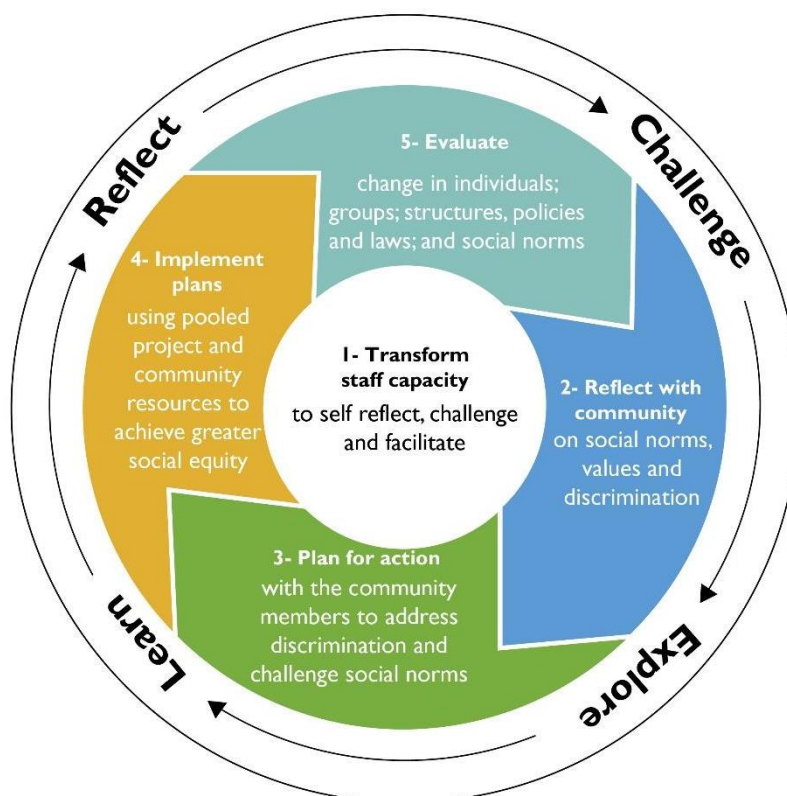 Reflect
Challenge
Explore
Learn
1- Transform
staff capacity
to self reflect, challenge
and facilitate
2- Reflect with
community
on social norms,
values and
discrimination
3- Plan for action
with the community
members to address
discrimination and
challenge social norms
4- Implement
plans
using pooled
project and
community
resources to
achieve greater
social equity
5- Evaluate
change in individuals;
groups; structures, policies
and laws; and social norms